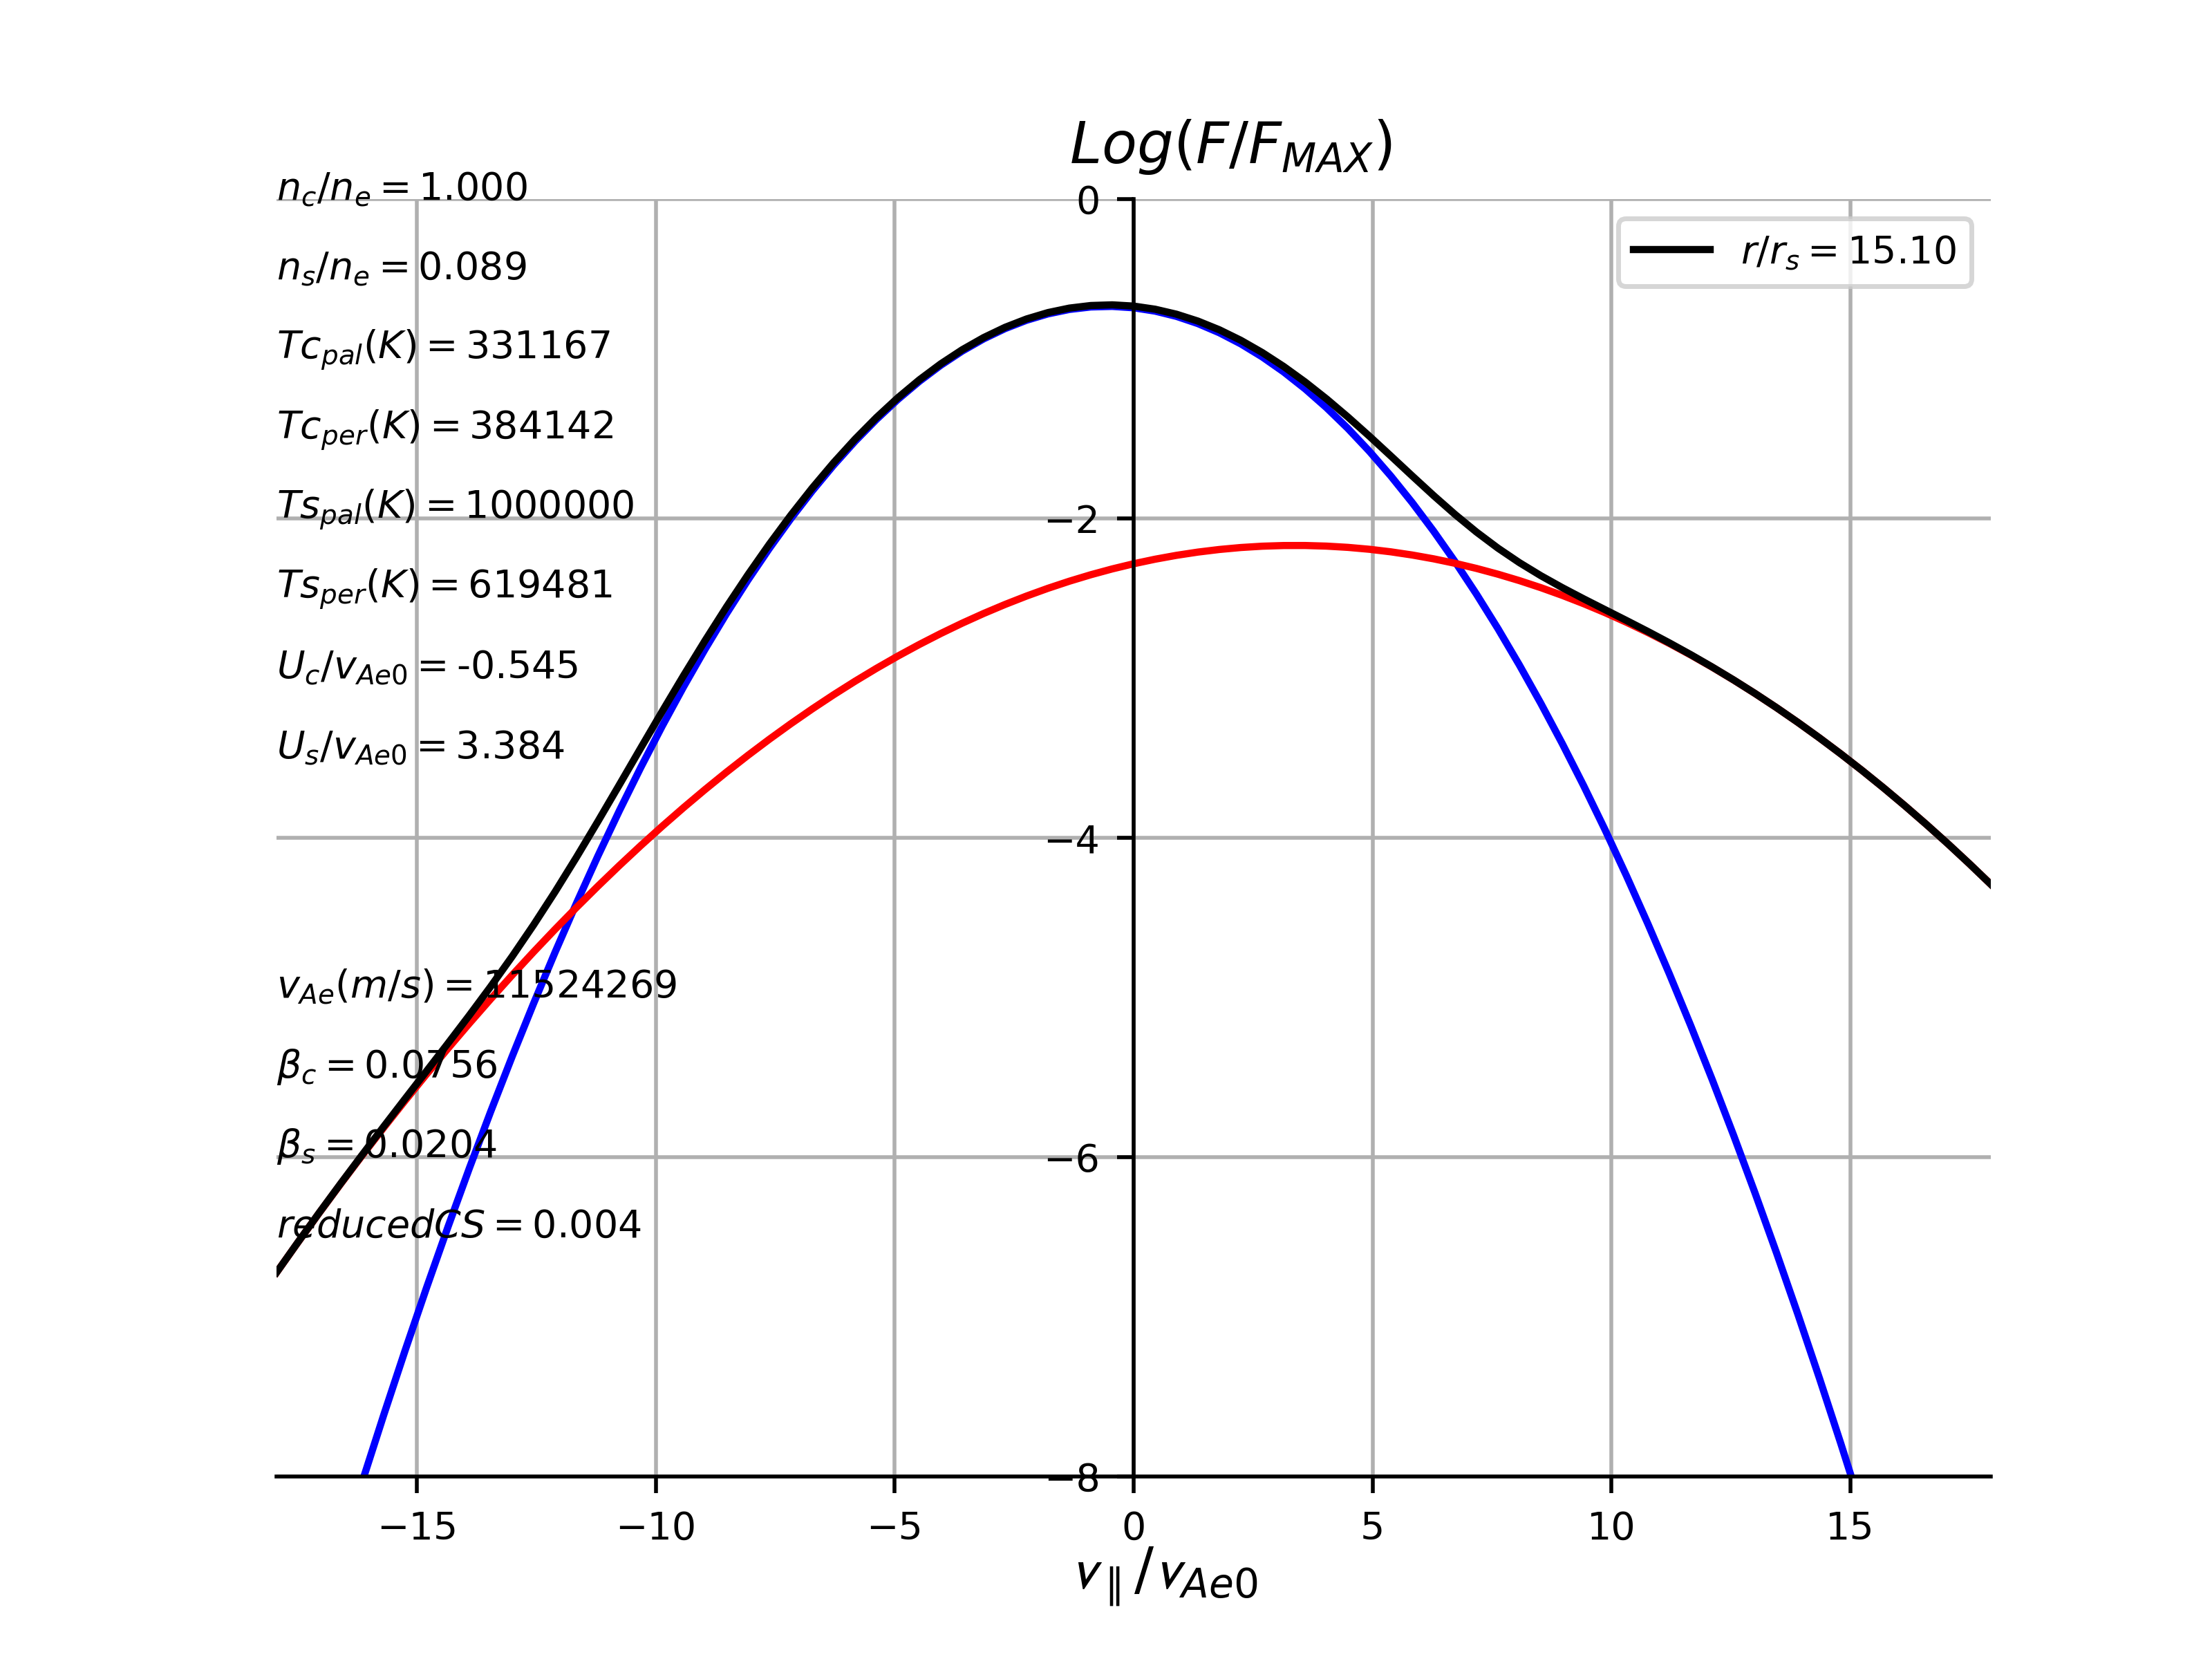 Log(F/F_MAX)
n_c/n_e = 1.000
0
r/r_s = 15.10
n_s/n_e = 0.089
Tc_pal(K) = 331167
Tc_per(K) = 384142
Ts_pal(K) = 1000000
−2
Ts_per(K) = 619481
U_c/v_Ae0 = -0.545
U_s/v_Ae0 = 3.384
−4
v_Ae(m/s) = 11524269
β_c = 0.0756
β_s = 0.0204
−6
reducedCS = 0.004
−8
−15 −10 −5 0 5 10 15
v_∥/v_Ae0